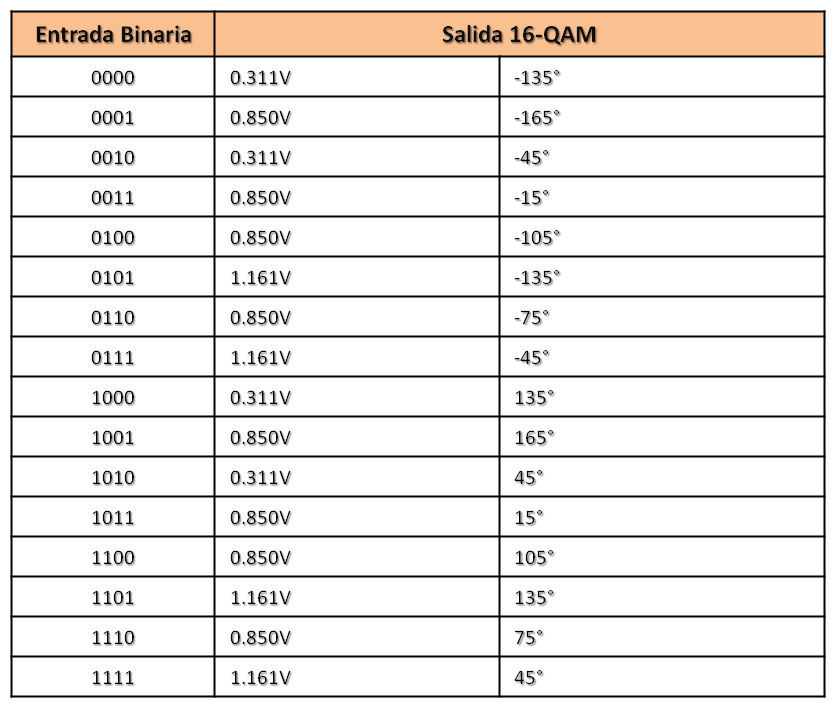 Entrada Binaria Salida 16-QAM
0000 0.311V -135°
0001 0.850V -165°
0010 0.311V -45°
0011 0.850V -15°
0100 0.850V -105°
0101 1.161V -135°
0110 0.850V -75°
0111 1.161V -45°
1000 0.311V 135°
1001 0.850V 165°
1010 0.311V 45°
1011 0.850V 15°
1100 0.850V 105°
1101 1.161V 135°
1110 0.850V 75°
1111 1.161V 45°